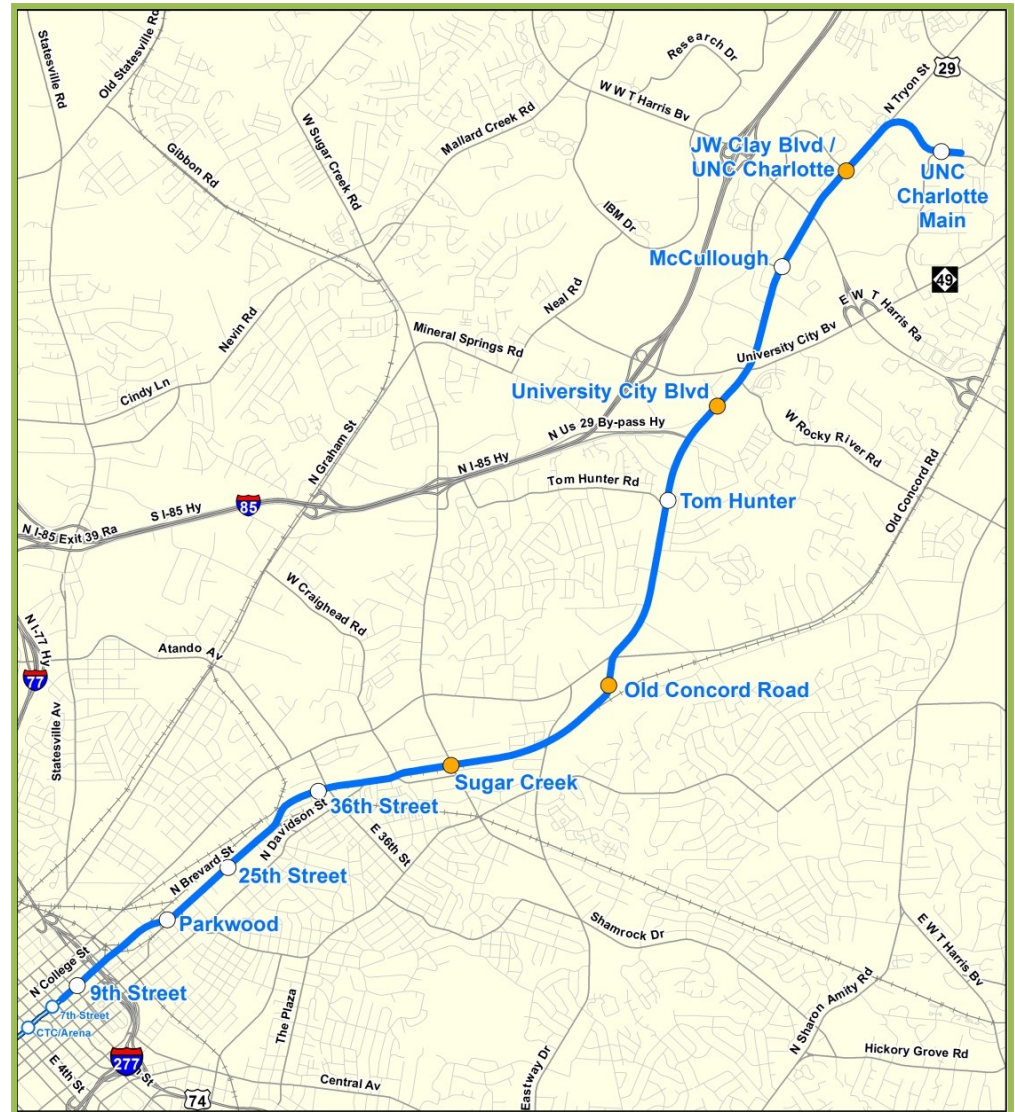 Statesville Rd
Old Statesville Rd
Research Dr
29
N Tryon St
W W T Harris Bv
W Sugar Creek Rd
Mallard Creek Rd
Gibbon Rd
JW Clay Blvd /
UNC Charlotte
UNC
Charlotte
Main
IBM Dr
McCullough
49
Neal Rd
E W T Harris Ra
Nevin Rd
Mineral Springs Rd
University City Bv
Cindy Ln
University City Blvd
N Us 29 By-pass Hy
W Rocky River Rd
N Graham St
N I-85 Hy
Tom Hunter Rd
Tom Hunter
Old Concord Rd
85
S I-85 Hy
N I-85 Exit 39 Ra
W Craighead Rd
N I-77 Hy
Atando Av
77
Old Concord Road
Statesville Av
Sugar Creek
36th Street
N Davidson St
E 36th St
N Brevard St
25th Street
Parkwood
Shamrock Dr
E W T Harris Bv
N College St
9th Street
7th Street
CTC/Arena
The Plaza
N Sharon Amity Rd
Hickory Grove Rd
277
E 4th St
Central Av
Eastway Dr
74